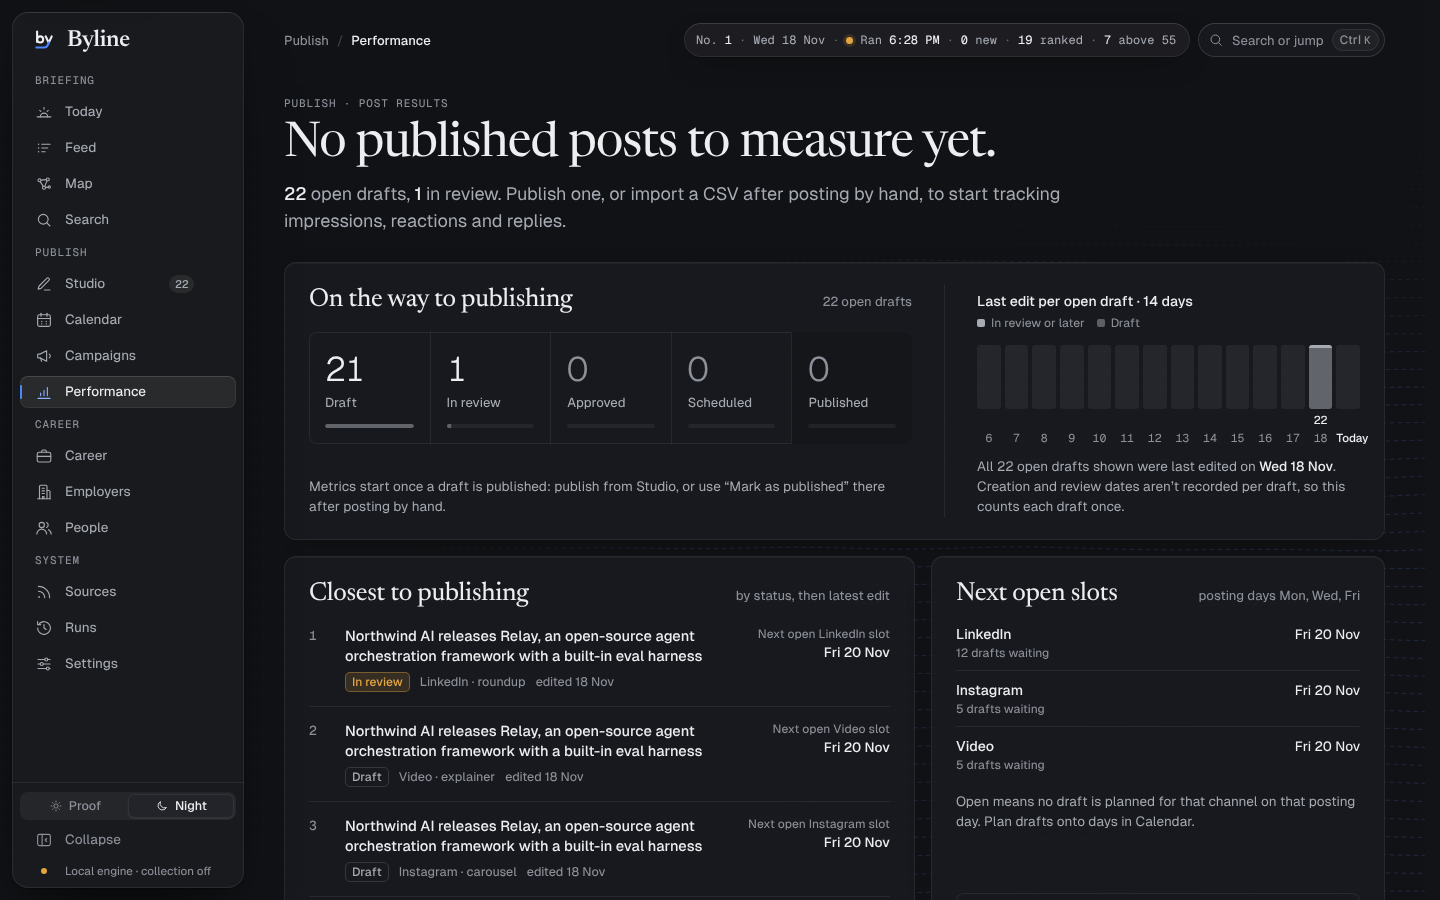 by Byline
BRIEFING
Today
Feed
Map
Search
PUBLISH
Studio 22
Calendar
Campaigns
Performance
CAREER
Career
Employers
People
SYSTEM
Sources
Runs
Settings
Proof Night
Collapse
Local engine · collection off
Publish / Performance
No. 1 · Wed 18 Nov · Ran 6:28 PM · 0 new · 19 ranked · 7 above 55
Search or jump Ctrl K
PUBLISH · POST RESULTS
No published posts to measure yet.
22 open drafts, 1 in review. Publish one, or import a CSV after posting by hand, to start tracking
impressions, reactions and replies.
On the way to publishing
22 open drafts
21 1 0 0 0
Draft In review Approved Scheduled Published
Metrics start once a draft is published: publish from Studio, or use “Mark as published” there
after posting by hand.
Last edit per open draft · 14 days
In review or later Draft
22
6 7 8 9 10 11 12 13 14 15 16 17 18 Today
All 22 open drafts shown were last edited on Wed 18 Nov.
Creation and review dates aren’t recorded per draft, so this
counts each draft once.
Closest to publishing
by status, then latest edit
1 Northwind AI releases Relay, an open-source agent
orchestration framework with a built-in eval harness
In review LinkedIn · roundup edited 18 Nov
Next open LinkedIn slot
Fri 20 Nov
2 Northwind AI releases Relay, an open-source agent
orchestration framework with a built-in eval harness
Draft Video · explainer edited 18 Nov
Next open Video slot
Fri 20 Nov
3 Northwind AI releases Relay, an open-source agent
orchestration framework with a built-in eval harness
Draft Instagram · carousel edited 18 Nov
Next open Instagram slot
Fri 20 Nov
Next open slots
posting days Mon, Wed, Fri
LinkedIn Fri 20 Nov
12 drafts waiting
Instagram Fri 20 Nov
5 drafts waiting
Video Fri 20 Nov
5 drafts waiting
Open means no draft is planned for that channel on that posting
day. Plan drafts onto days in Calendar.